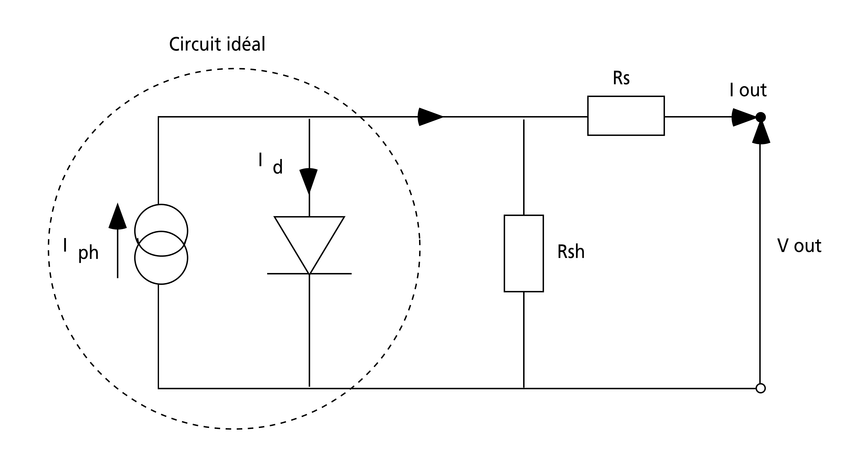 Circuit idéal
Rs
I out
I d
I ph
Rsh
V out